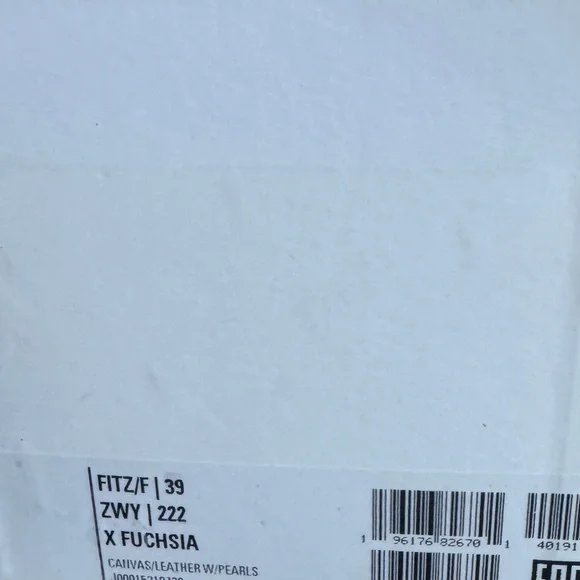 FITZ/F | 39
ZWY | 222
X FUCHSIA
CANVAS/LEATHER W/PEARLS
1 96176 82670 1
40191